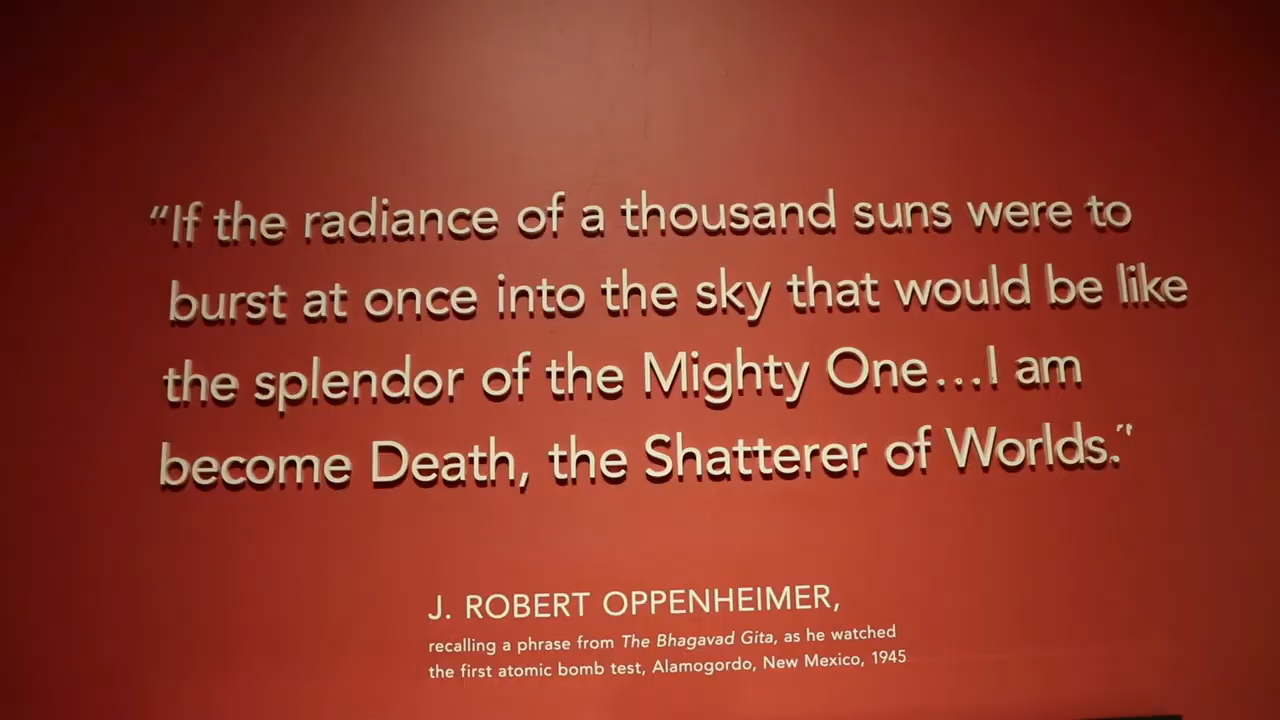 “If the radiance of a thousand suns were to
burst at once into the sky that would be like
the splendor of the Mighty One...I am
become Death, the Shatterer of Worlds.”
J. ROBERT OPPENHEIMER,
recalling a phrase from The Bhagavad Gita, as he watched
the first atomic bomb test, Alamogordo, New Mexico, 1945